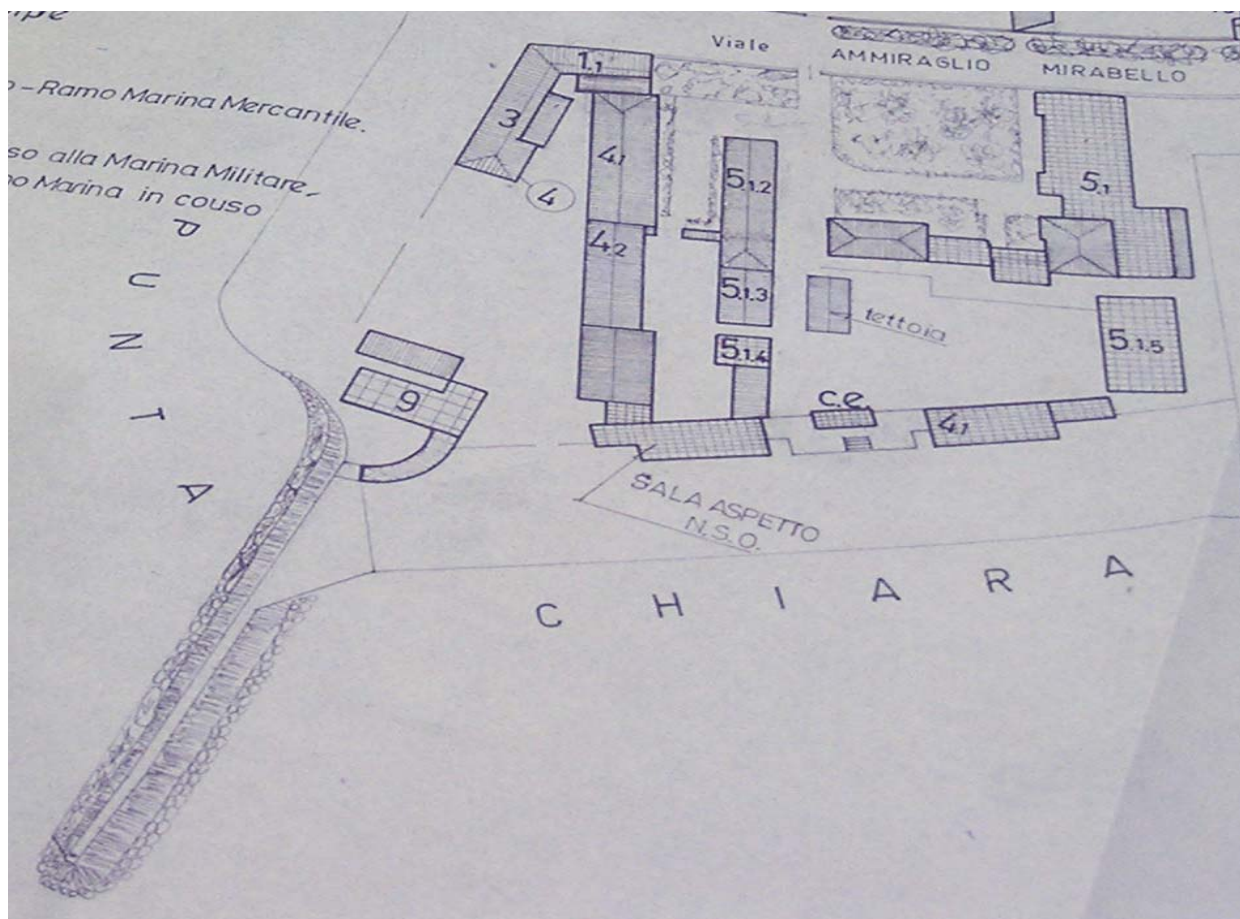 Viale
AMMIRAGLIO MIRABELLO
– Ramo Marina Mercantile.
so alla Marina Militare,
Marina in couso
PUNTA
CHIARA
1.1
3
4
4.1
4.2
5.1.2
5.1.3
5.1.4
5.1
5.1.5
tettoia
c.e.
4.1
9
SALA ASPETTO
N.S.O.